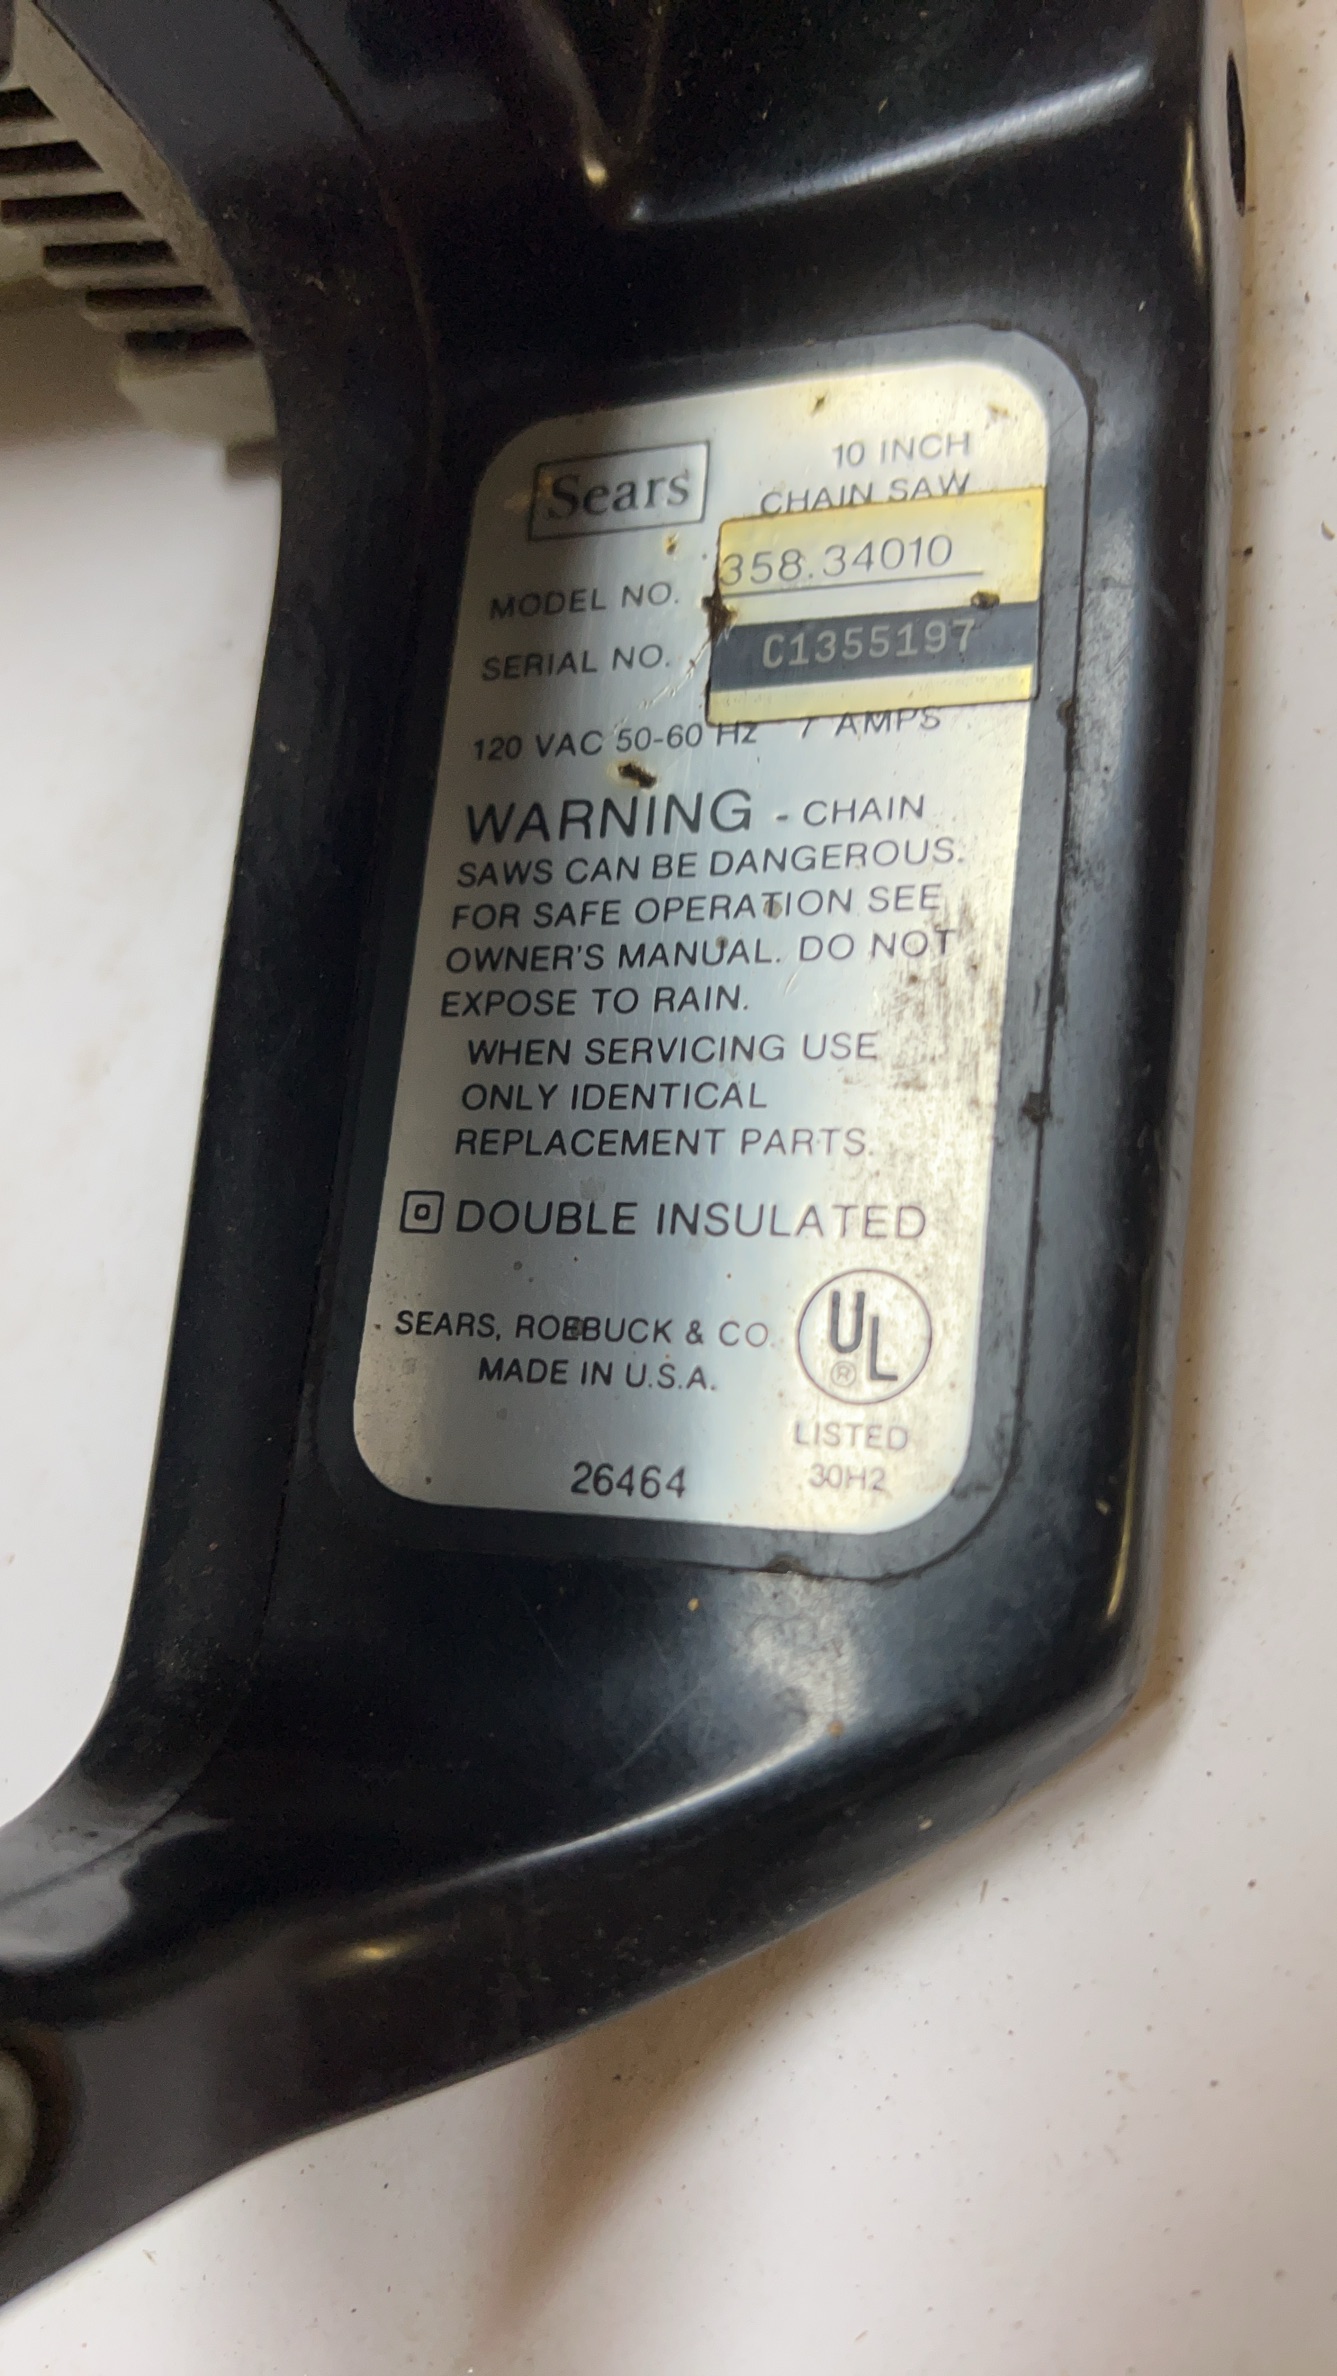 Sears
10 INCH
CHAIN SAW
MODEL NO. 358.34010
SERIAL NO. C1355197
120 VAC 50-60 Hz 7 AMPS
WARNING - CHAIN
SAWS CAN BE DANGEROUS.
FOR SAFE OPERATION SEE
OWNER'S MANUAL. DO NOT
EXPOSE TO RAIN.
WHEN SERVICING USE
ONLY IDENTICAL
REPLACEMENT PARTS.
DOUBLE INSULATED
SEARS, ROEBUCK & CO.
MADE IN U.S.A.
UL
®
LISTED
30H2
26464